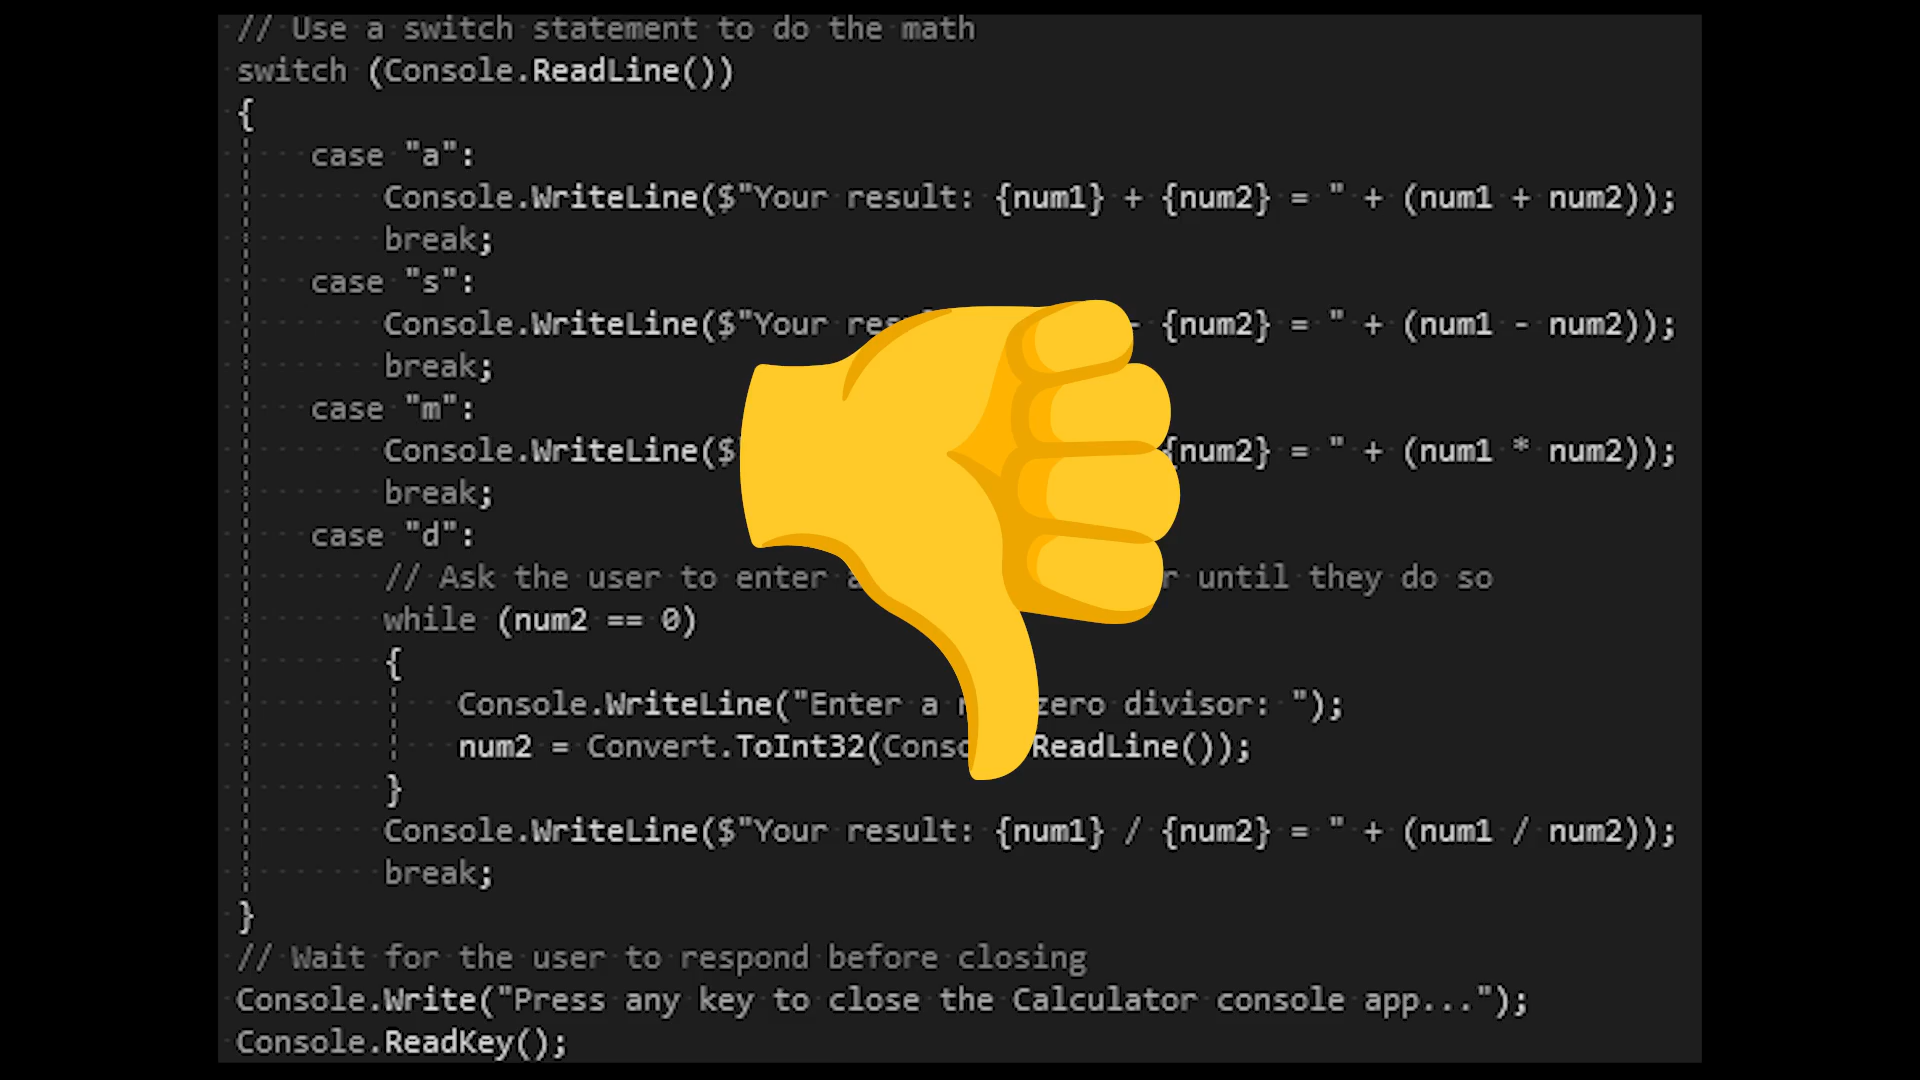 // Use a switch statement to do the math
switch (Console.ReadLine())
{
case "a":
Console.WriteLine($"Your result: {num1} + {num2} = " + (num1 + num2));
break;
case "s":
Console.WriteLine($"Your - {num2} = " + (num1 - num2));
break;
case "m":
Console.WriteLine($ {num2} = " + (num1 * num2));
break;
case "d":
// Ask the user to enter until they do so
while (num2 == 0)
{
Console.WriteLine("Enter a zero divisor: ");
num2 = Convert.ToInt32( ReadLine());
}
Console.WriteLine($"Your result: {num1} / {num2} = " + (num1 / num2));
break;
}
// Wait for the user to respond before closing
Console.Write("Press any key to close the Calculator console app...");
Console.ReadKey();